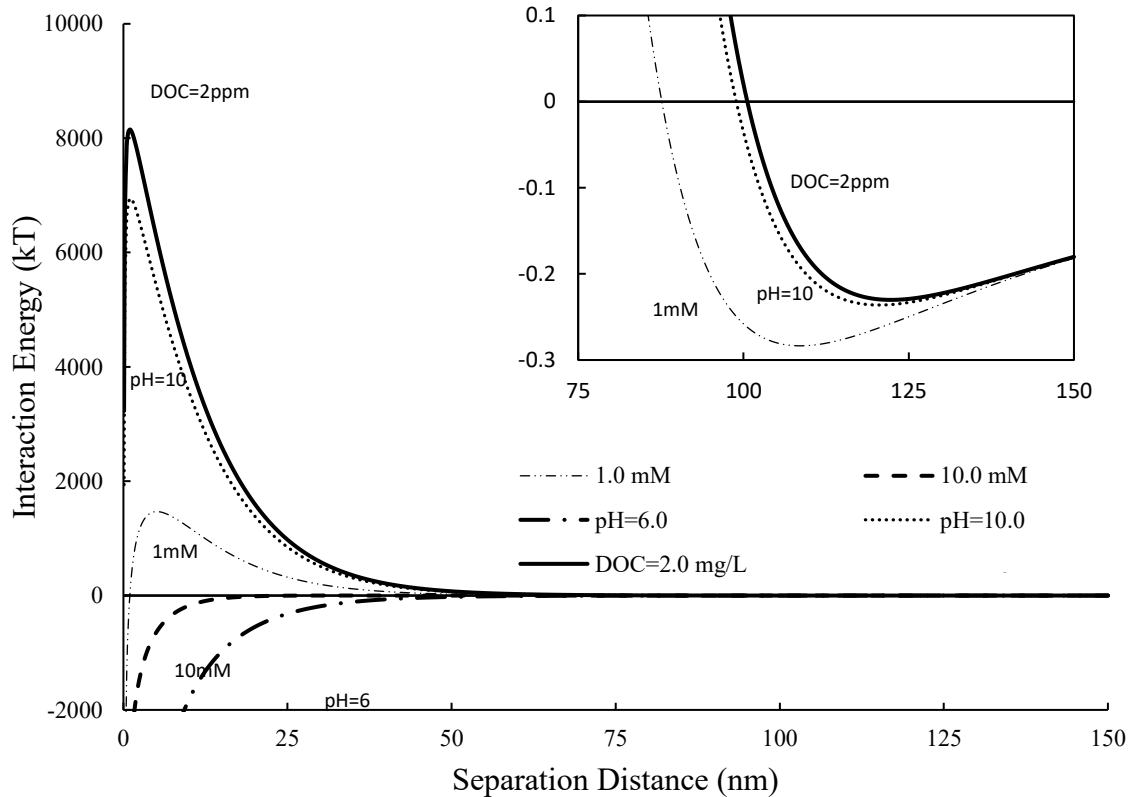 10000
8000
6000
4000
2000
0
-2000
Interaction Energy (kT)
DOC=2ppm
pH=10
1mM
10mM
pH=6
0 25 50 75 100 125 150
Separation Distance (nm)
0.1
0
-0.1
-0.2
-0.3
DOC=2ppm
pH=10
1mM
75 100 125 150
1.0 mM
10.0 mM
pH=6.0
pH=10.0
DOC=2.0 mg/L